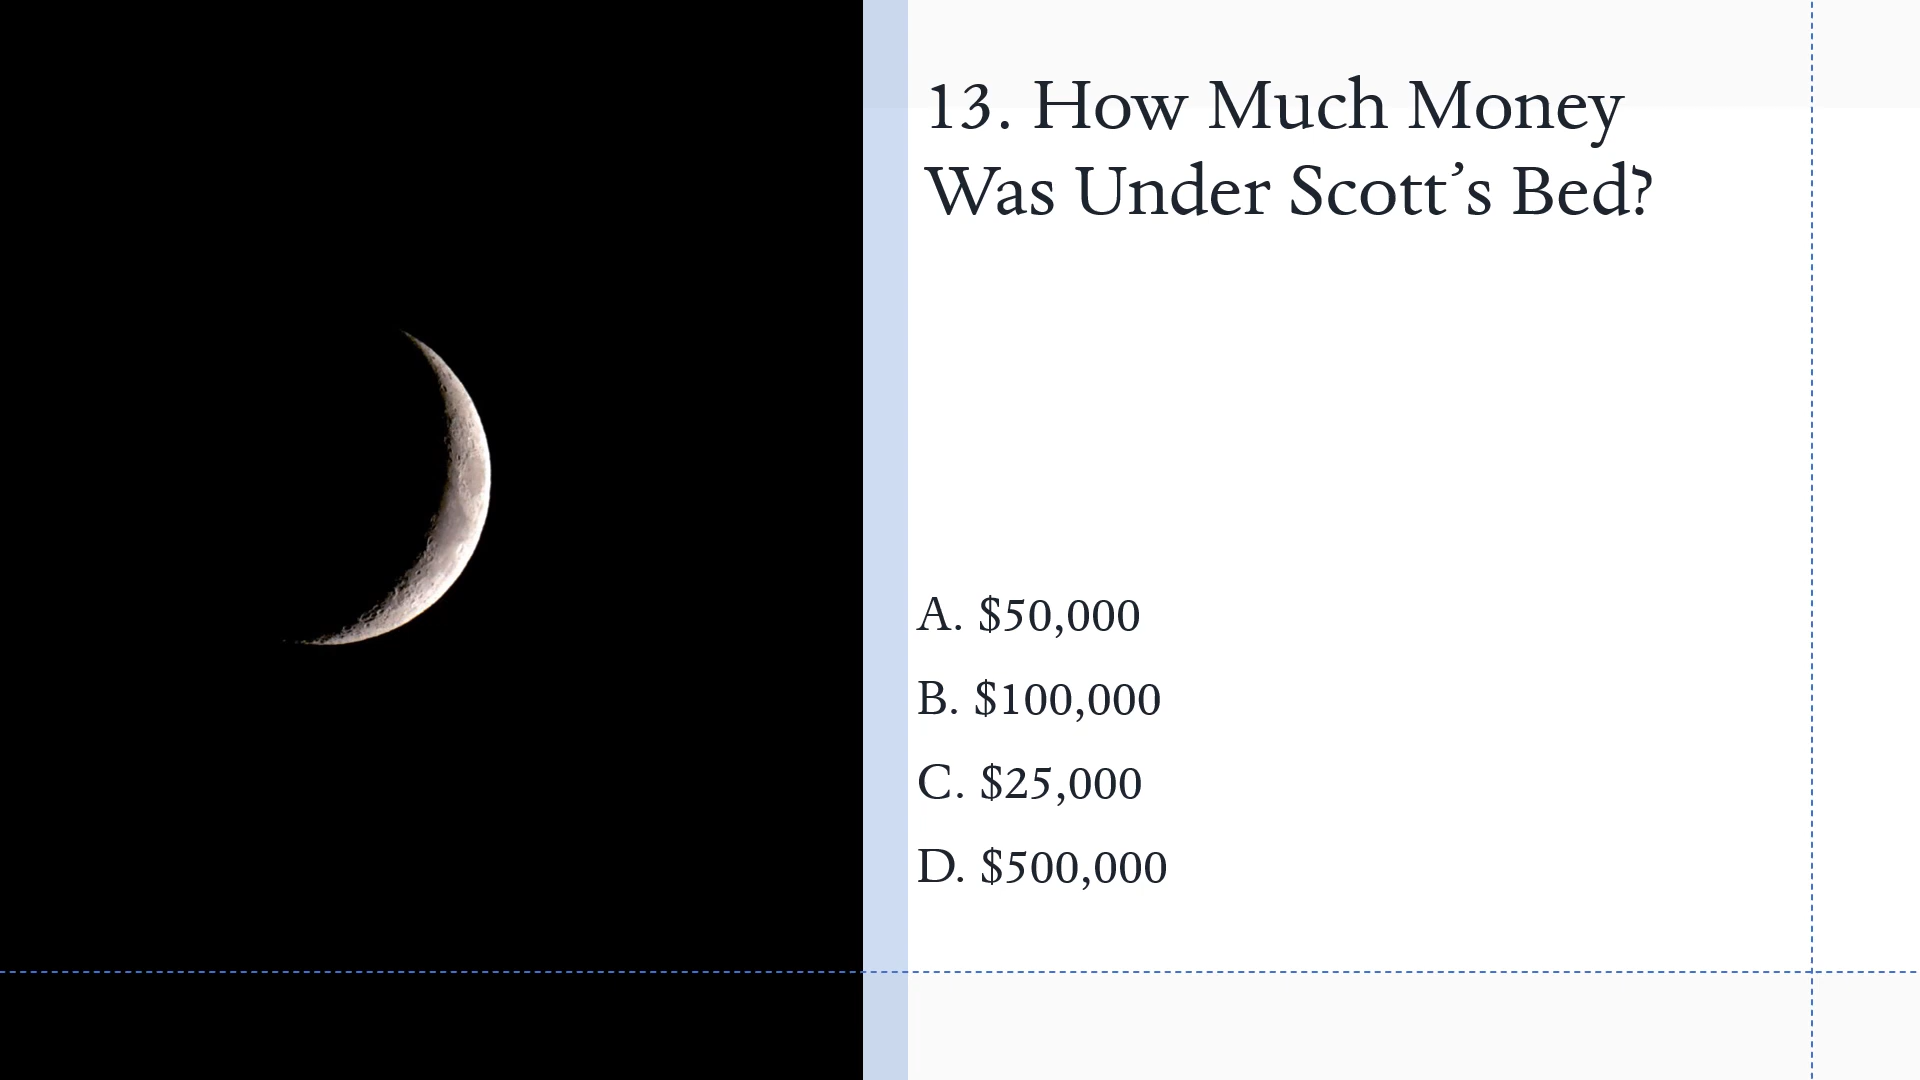 13. How Much Money
Was Under Scott’s Bed?
A. $50,000
B. $100,000
C. $25,000
D. $500,000